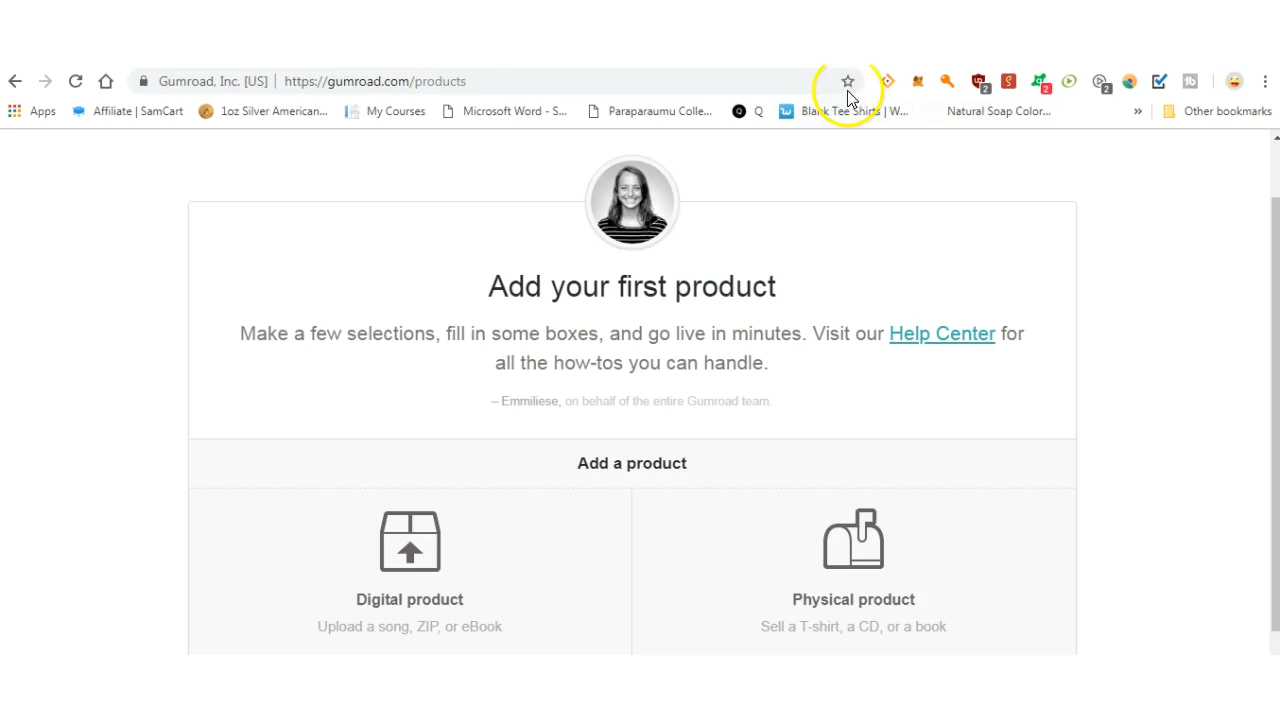 Gumroad, Inc. [US] https://gumroad.com/products
2 2 2 tb
Apps Affiliate | SamCart 1oz Silver American... My Courses Microsoft Word - S... Paraparaumu Colle... Q Q Blank Tee Shirts | W... Natural Soap Color... » Other bookmarks
Add your first product
Make a few selections, fill in some boxes, and go live in minutes. Visit our Help Center for
all the how-tos you can handle.
– Emmiliese, on behalf of the entire Gumroad team.
Add a product
Digital product Physical product
Upload a song, ZIP, or eBook Sell a T-shirt, a CD, or a book